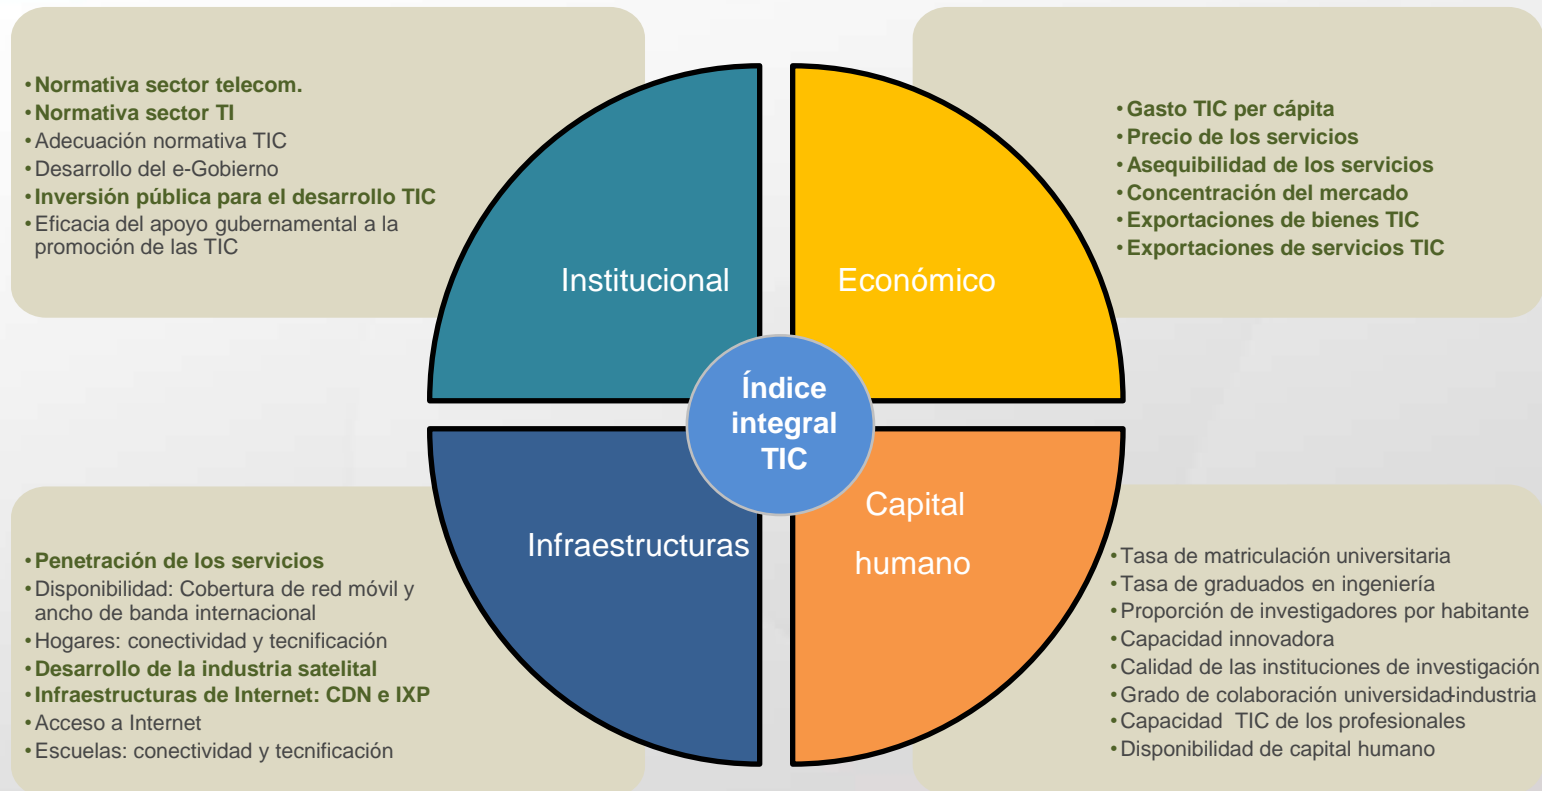 •Normativa sector telecom.
•Normativa sector TI
•Adecuación normativa TIC
•Desarrollo del e-Gobierno
•Inversión pública para el desarrollo TIC
•Eficacia del apoyo gubernamental a la
promoción de las TIC
•Gasto TIC per cápita
•Precio de los servicios
•Asequibilidad de los servicios
•Concentración del mercado
•Exportaciones de bienes TIC
•Exportaciones de servicios TIC
Institucional
Económico
Índice
integral
TIC
Infraestructuras
Capital
humano
•Penetración de los servicios
•Disponibilidad: Cobertura de red móvil y
ancho de banda internacional
•Hogares: conectividad y tecnificación
•Desarrollo de la industria satelital
•Infraestructuras de Internet: CDN e IXP
•Acceso a Internet
•Escuelas: conectividad y tecnificación
•Tasa de matriculación universitaria
•Tasa de graduados en ingeniería
•Proporción de investigadores por habitante
•Capacidad innovadora
•Calidad de las instituciones de investigación
•Grado de colaboración universidad-industria
•Capacidad TIC de los profesionales
•Disponibilidad de capital humano